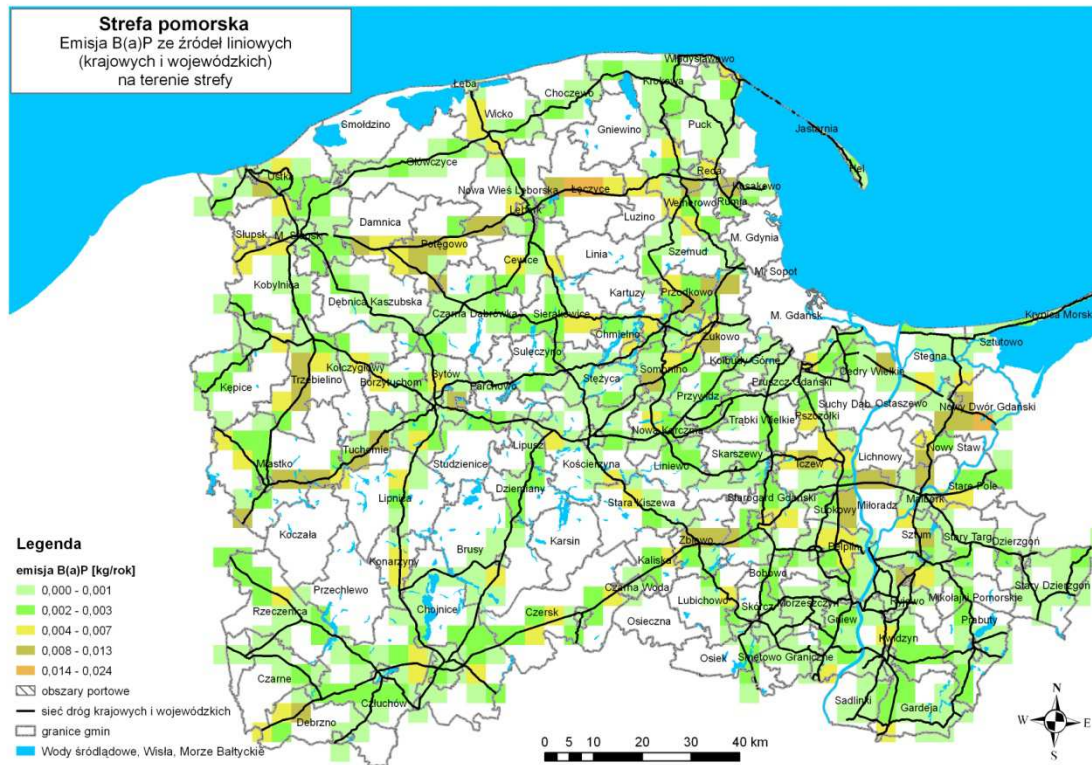 Strefa pomorska
Emisja B(a)P ze źródeł liniowych
(krajowych i wojewódzkich)
na terenie strefy
Władysławowo
Krokowa
Łeba
Choczewo
Wicko
Smołdzino
Gniewino
Puck
Jastarnia
Hel
Główczyce
Ustka
Nowa Wieś Lęborska
Łęczyce
Reda
Kosakowo
Wejherowo
Rumia
Lębork
Damnica
Luzino
Słupsk
M. Słupsk
Potęgowo
M. Gdynia
Cewice
Linia
Szemud
M. Sopot
Kobylnica
Dębnica Kaszubska
Kartuzy
Przodkowo
Czarna Dąbrówka
Sierakowice
M. Gdańsk
Krynica Morsk
Chmielno
Żukowo
Sztutowo
Stegna
Sulęczyno
Kolbudy Górne
Kępice
Trzebielino
Kołczygłowy
Borzytuchom
Bytów
Parchowo
Stężyca
Somonino
Pruszcz Gdański
Cedry Wielkie
Przywidz
Suchy Dąb
Ostaszewo
Nowy Dwór Gdański
Trąbki Wielkie
Pszczółki
Nowa Karczma
Lipusz
Miastko
Tuchomie
Studzienice
Kościerzyna
Liniewo
Skarszewy
Tczew
Lichnowy
Nowy Staw
Lipnica
Dziemiany
Stara Kiszewa
Starogard Gdański
Subkowy
Miłoradz
Malbork
Stare Pole
Koczała
Karsin
Zblewo
Pelplin
Sztum
Stary Targ
Dzierzgoń
Brusy
Konarzyny
Kaliska
Bobowo
Przechlewo
Rzeczenica
Chojnice
Czersk
Czarna Woda
Lubichowo
Skórcz
Morzeszczyn
Ryjewo
Mikołajki Pomorskie
Stary Dzierzgoń
Osieczna
Gniew
Prabuty
Kwidzyn
Osiek
Smętowo Graniczne
Czarne
Człuchów
Debrzno
Sadlinki
Gardeja
Legenda
emisja B(a)P [kg/rok]
0,000 - 0,001
0,002 - 0,003
0,004 - 0,007
0,008 - 0,013
0,014 - 0,024
obszary portowe
sieć dróg krajowych i wojewódzkich
granice gmin
Wody śródlądowe, Wisła, Morze Bałtyckie
0 5 10 20 30 40 km
N
W E
S